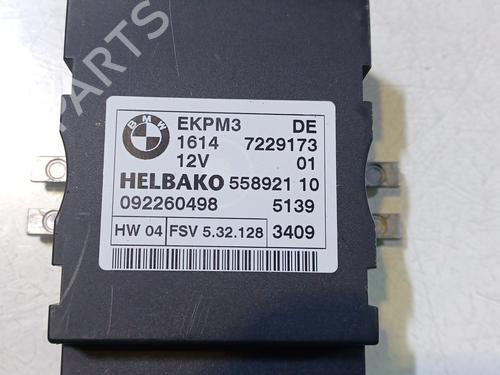 BMW
EKPM3 DE
1614 7229173
12V 01
HELBAKO 558921 10
092260498 5139
HW 04 FSV 5.32.128 3409